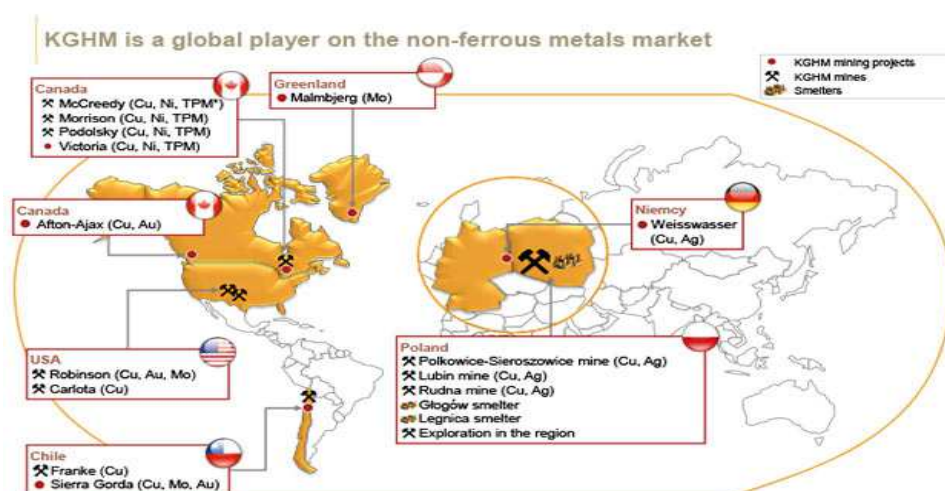 KGHM is a global player on the non-ferrous metals market
KGHM mining projects
KGHM mines
Smelters
Canada
McCreedy (Cu, Ni, TPM*)
Morrison (Cu, Ni, TPM)
Podolsky (Cu, Ni, TPM)
Victoria (Cu, Ni, TPM)
Greenland
Malmbjerg (Mo)
Canada
Afton-Ajax (Cu, Au)
Niemcy
Weisswasser
(Cu, Ag)
USA
Robinson (Cu, Au, Mo)
Carlota (Cu)
Poland
Polkowice-Sieroszowice mine (Cu, Ag)
Lubin mine (Cu, Ag)
Rudna mine (Cu, Ag)
Głogów smelter
Legnica smelter
Exploration in the region
Chile
Franke (Cu)
Sierra Gorda (Cu, Mo, Au)